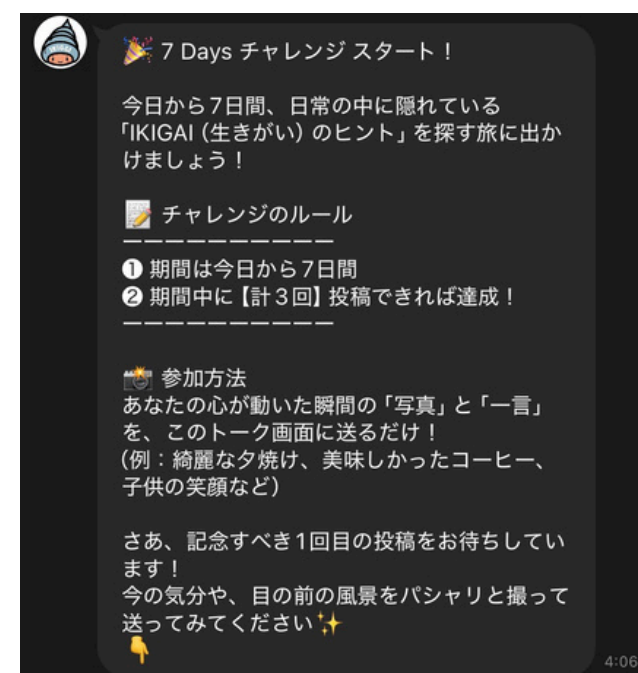 IKIGAI
🎉 7 Days チャレンジ スタート！
今日から7日間、日常の中に隠れている
「IKIGAI（生きがい）のヒント」を探す旅に出か
けましょう！
📝 チャレンジのルール
ーーーーーーーーーー
❶ 期間は今日から7日間
❷ 期間中に【計３回】投稿できれば達成！
ーーーーーーーーーー
📸 参加方法
あなたの心が動いた瞬間の「写真」と「一言」
を、このトーク画面に送るだけ！
（例：綺麗な夕焼け、美味しかったコーヒー、
子供の笑顔など）
さあ、記念すべき1回目の投稿をお待ちしてい
ます！
今の気分や、目の前の風景をパシャリと撮って
送ってみてください✨
👇
4:06